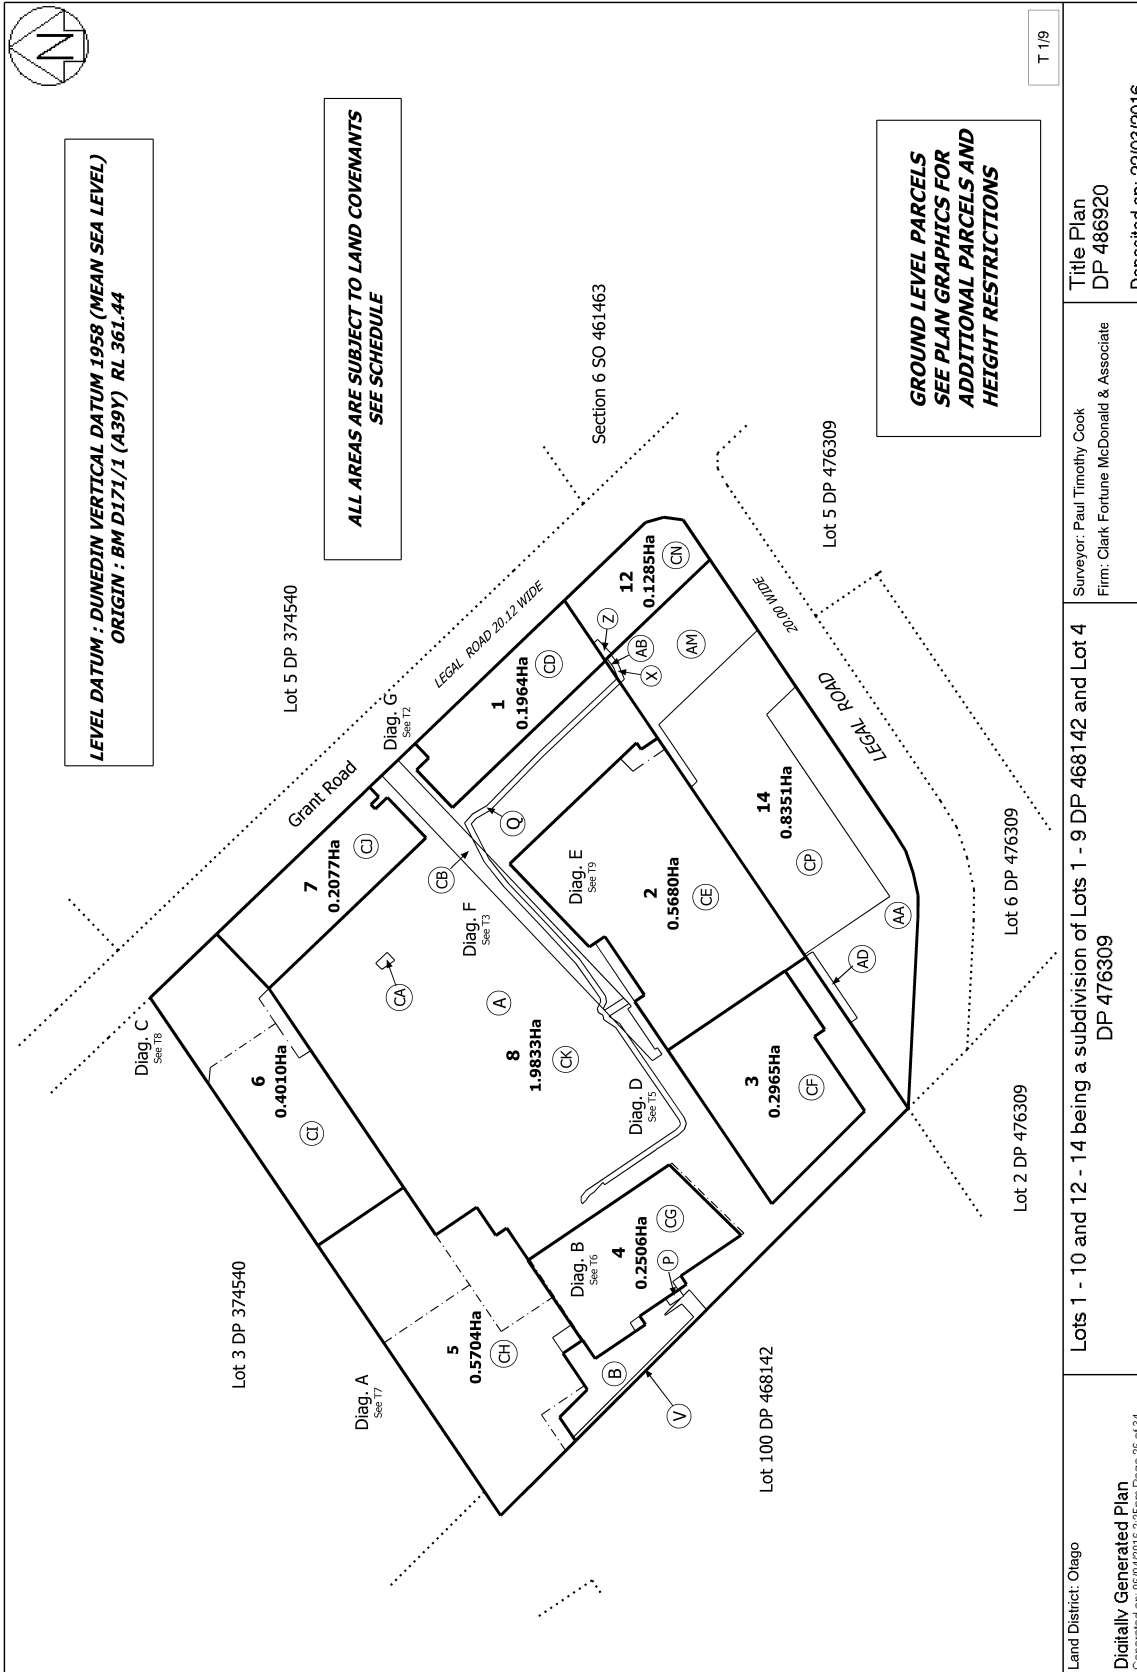 N
LEVEL DATUM : DUNEDIN VERTICAL DATUM 1958 (MEAN SEA LEVEL)
ORIGIN : BM D171/1 (A39Y) RL 361.44
ALL AREAS ARE SUBJECT TO LAND COVENANTS
SEE SCHEDULE
GROUND LEVEL PARCELS
SEE PLAN GRAPHICS FOR
ADDITIONAL PARCELS AND
HEIGHT RESTRICTIONS
T 1/9
Lot 3 DP 374540
Lot 5 DP 374540
Section 6 SO 461463
Lot 5 DP 476309
Lot 6 DP 476309
Lot 2 DP 476309
Lot 100 DP 468142
Grant Road
LEGAL ROAD 20.12 WIDE
20.00 WIDE
LEGAL ROAD
Diag. A
See T7
Diag. C
See T8
Diag. G
See T2
Diag. F
See T3
Diag. E
See T9
Diag. D
See T5
Diag. B
See T6
5
0.5704Ha
CH
6
0.4010Ha
CI
7
0.2077Ha
CJ
1
0.1964Ha
CD
12
0.1285Ha
CN
8
1.9833Ha
CK
A
CA
CB
Q
Z
AB
X
AM
2
0.5680Ha
CE
14
0.8351Ha
CP
AA
AD
3
0.2965Ha
CF
4
0.2506Ha
CG
P
B
V
Land District: Otago
Digitally Generated Plan
Lots 1 - 10 and 12 - 14 being a subdivision of Lots 1 - 9 DP 468142 and Lot 4
DP 476309
Surveyor: Paul Timothy Cook
Firm: Clark Fortune McDonald & Associate
Title Plan
DP 486920
Deposited on: 22/03/2016